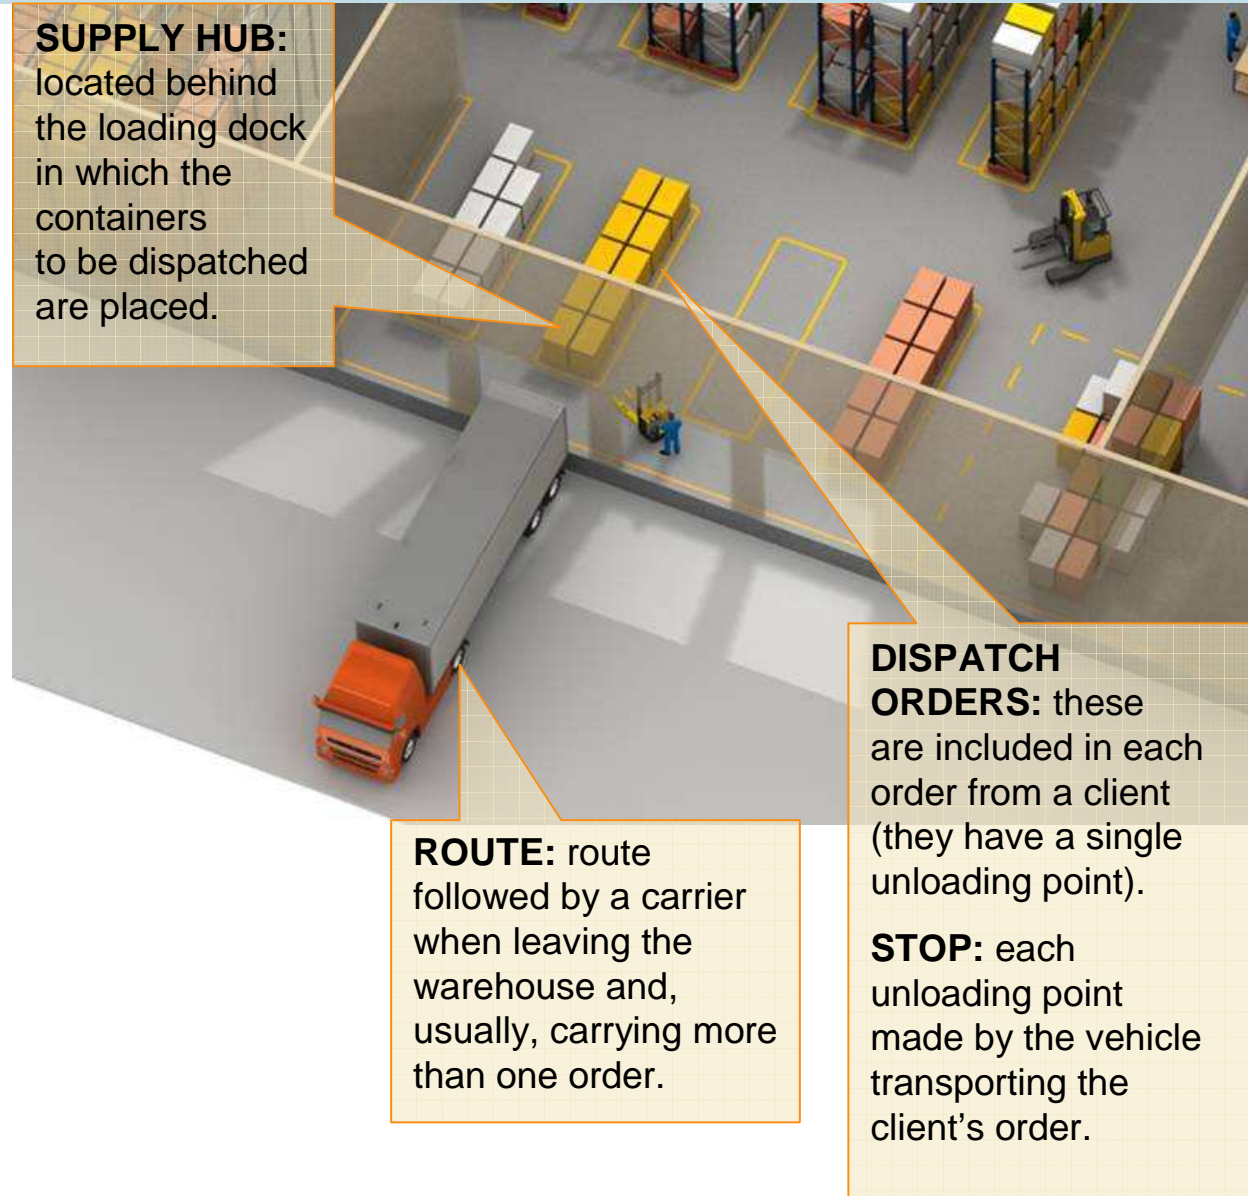 SUPPLY HUB:
located behind
the loading dock
in which the
containers
to be dispatched
are placed.
DISPATCH
ORDERS: these
are included in each
order from a client
(they have a single
unloading point).
STOP: each
unloading point
made by the vehicle
transporting the
client's order.
ROUTE: route
followed by a carrier
when leaving the
warehouse and,
usually, carrying more
than one order.